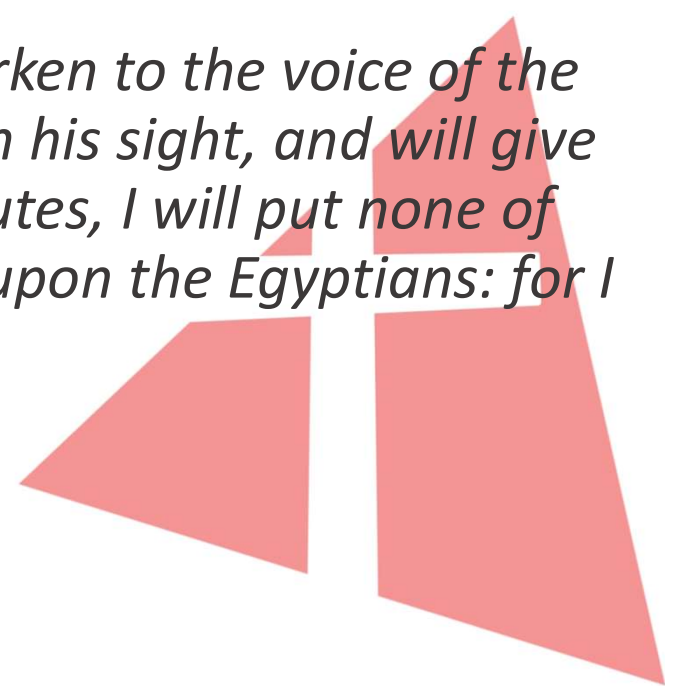 rken to the voice of the
n his sight, and will give
utes, I will put none of
upon the Egyptians: for I